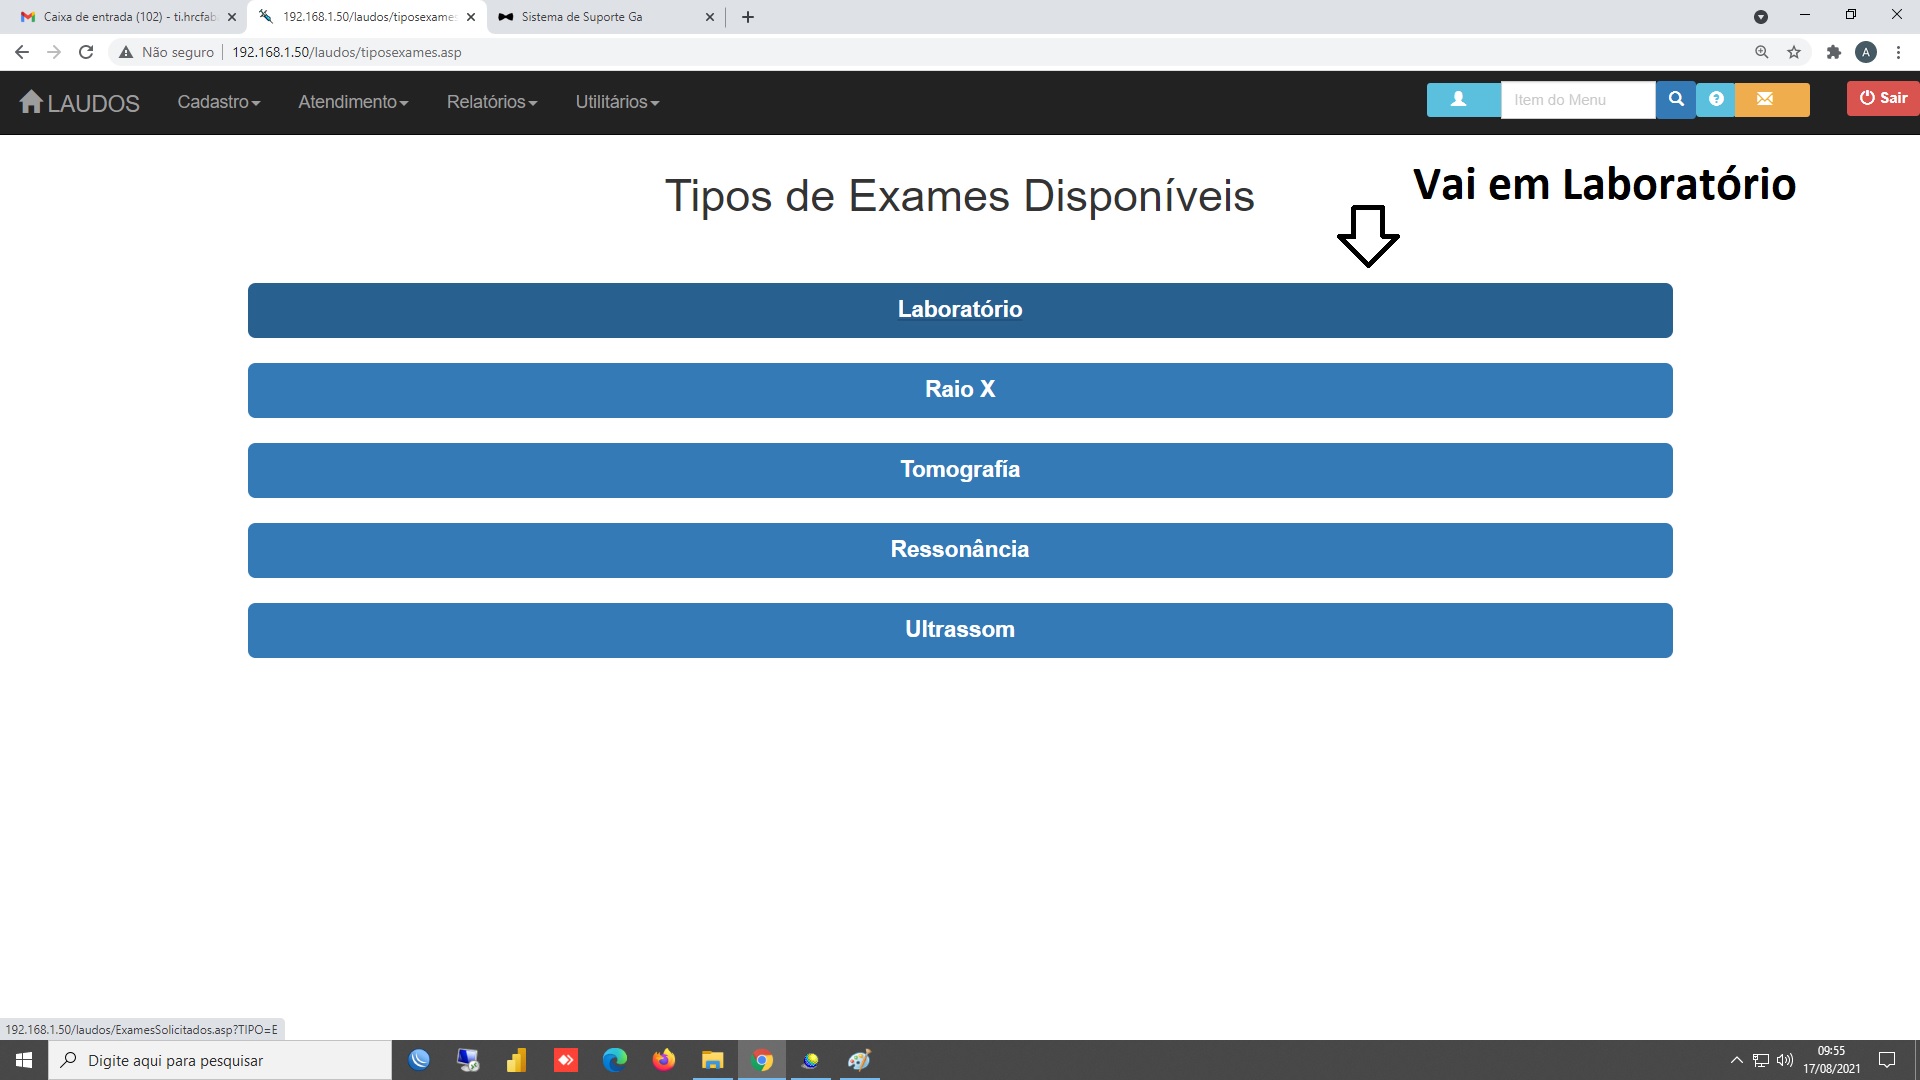 Caixa de entrada (102) - ti.hrcfab
192.168.1.50/laudos/tiposexames
Sistema de Suporte Ga
Não seguro
192.168.1.50/laudos/tiposexames.asp
A
LAUDOS
Cadastro
Atendimento
Relatórios
Utilitários
Item do Menu
Sair
Tipos de Exames Disponíveis
Vai em Laboratório
Laboratório
Raio X
Tomografía
Ressonância
Ultrassom
192.168.1.50/laudos/ExamesSolicitados.asp?TIPO=E
Digite aqui para pesquisar
09:55
17/08/2021